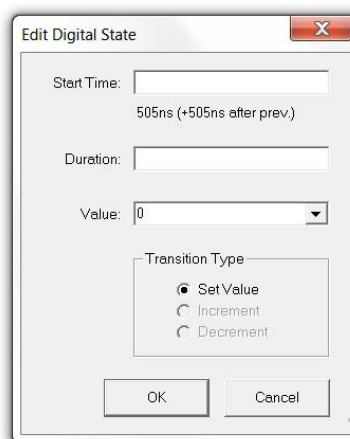 Edit Digital State
Start Time:
505ns (+505ns after prev.)
Duration:
Value: 0
Transition Type
Set Value
Increment
Decrement
OK Cancel